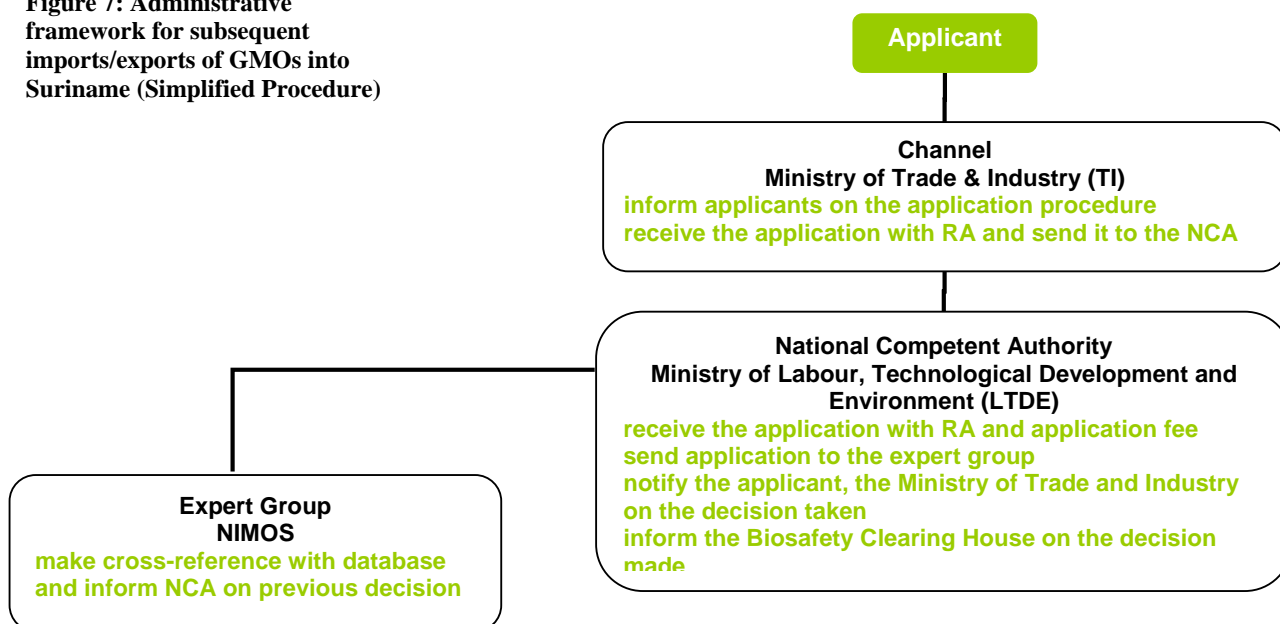 Figure 7: Administrative
framework for subsequent
imports/exports of GMOs into
Suriname (Simplified Procedure)
Applicant
Channel
Ministry of Trade & Industry (TI)
inform applicants on the application procedure
receive the application with RA and send it to the NCA
National Competent Authority
Ministry of Labour, Technological Development and
Environment (LTDE)
receive the application with RA and application fee
send application to the expert group
notify the applicant, the Ministry of Trade and Industry
on the decision taken
inform the Biosafety Clearing House on the decision
made
Expert Group
NIMOS
make cross-reference with database
and inform NCA on previous decision